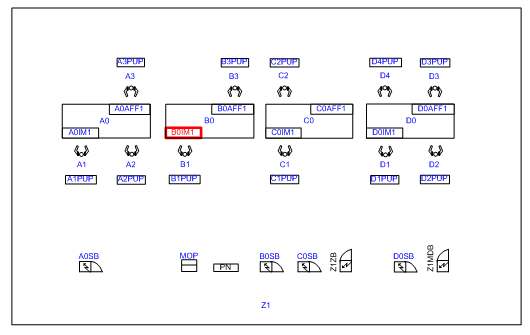 A3PUP B3PUP C2PUP D4PUP D3PUP
A3 B3 C2 D4 D3
A0AFF1 B0AFF1 C0AFF1 D0AFF1
A0 B0 C0 D0
A0IM1 B0IM1 C0IM1 D0IM1
A1 A2 B1 C1 D1 D2
A1PUP A2PUP B1PUP C1PUP D1PUP D2PUP
A0SB MOP PN B0SB C0SB Z1ZB D0SB Z1MDB
Z1